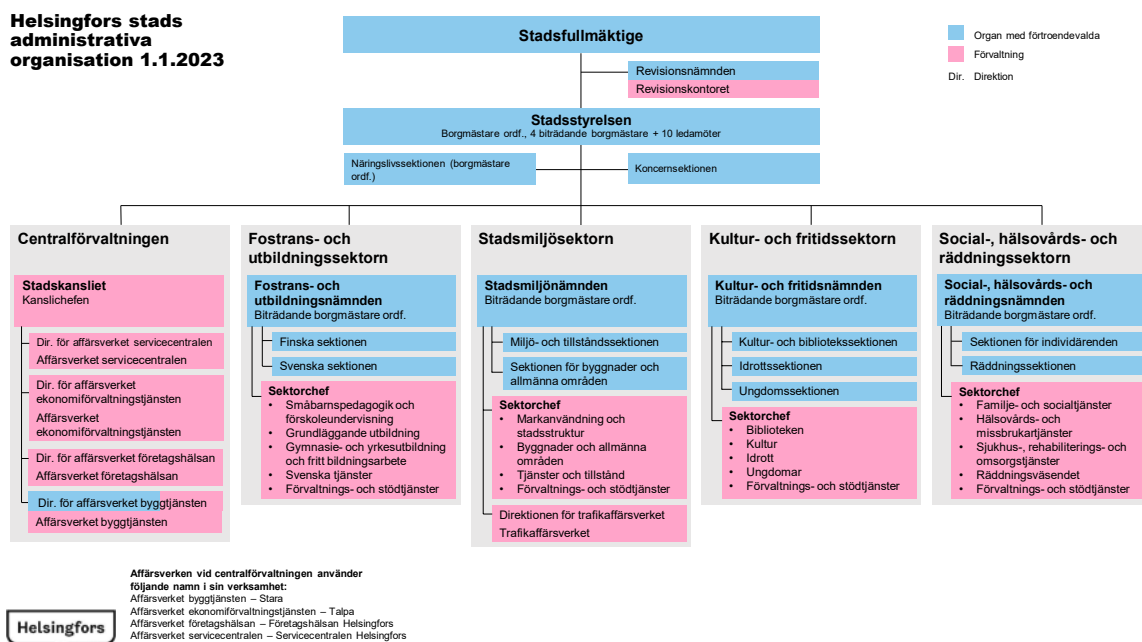 Helsingfors stads
administrativa
organisation 1.1.2023
Stadsfullmäktige
Organ med förtroendevalda
Förvaltning
Dir. Direktion
Revisionsnämnden
Revisionskontoret
Stadsstyrelsen
Borgmästare ordf., 4 biträdande borgmästare + 10 ledamöter
Näringslivssektionen (borgmästare
ordf.)
Koncernsektionen
Centralförvaltningen
Stadskansliet
Kanslichefen
Dir. för affärsverket servicecentralen
Affärsverket servicecentralen
Dir. för affärsverket
ekonomiförvaltningstjänsten
Affärsverket
ekonomiförvaltningstjänsten
Dir. för affärsverket företagshälsan
Affärsverket företagshälsan
Dir. för affärsverket byggtjänsten
Affärsverket byggtjänsten
Fostrans- och
utbildningssektorn
Fostrans- och
utbildningsnämnden
Biträdande borgmästare ordf.
Finska sektionen
Svenska sektionen
Sektorchef
• Småbarnspedagogik och
förskoleundervisning
• Grundläggande utbildning
• Gymnasie- och yrkesutbildning
och fritt bildningsarbete
• Svenska tjänster
• Förvaltnings- och stödtjänster
Stadsmiljösektorn
Stadsmiljönämnden
Biträdande borgmästare ordf.
Miljö- och tillståndssektionen
Sektionen för byggnader och
allmänna områden
Sektorchef
• Markanvändning och
stadsstruktur
• Byggnader och allmänna
områden
• Tjänster och tillstånd
• Förvaltnings- och stödtjänster
Direktionen för trafikaffärsverket
Trafikaffärsverket
Kultur- och fritidssektorn
Kultur- och fritidsnämnden
Biträdande borgmästare ordf.
Kultur- och bibliotekssektionen
Idrottssektionen
Ungdomssektionen
Sektorchef
• Biblioteken
• Kultur
• Idrott
• Ungdomar
• Förvaltnings- och stödtjänster
Social-, hälsovårds- och
räddningssektorn
Social-, hälsovårds- och
räddningsnämnden
Biträdande borgmästare ordf.
Sektionen för individärenden
Räddningssektionen
Sektorchef
• Familje- och socialtjänster
• Hälsovårds- och
missbrukartjänster
• Sjukhus-, rehabiliterings- och
omsorgstjänster
• Räddningsväsendet
• Förvaltnings- och stödtjänster
Affärsverken vid centralförvaltningen använder
följande namn i sin verksamhet:
Affärsverket byggtjänsten – Stara
Affärsverket ekonomiförvaltningstjänsten – Talpa
Affärsverket företagshälsan – Företagshälsan Helsingfors
Affärsverket servicecentralen – Servicecentralen Helsingfors
Helsingfors